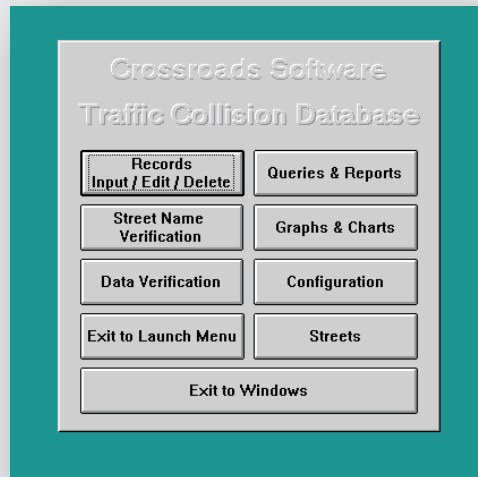 Crossroads Software
Traffic Collision Database
Records
Input / Edit / Delete
Queries & Reports
Street Name
Verification
Graphs & Charts
Data Verification
Configuration
Exit to Launch Menu
Streets
Exit to Windows